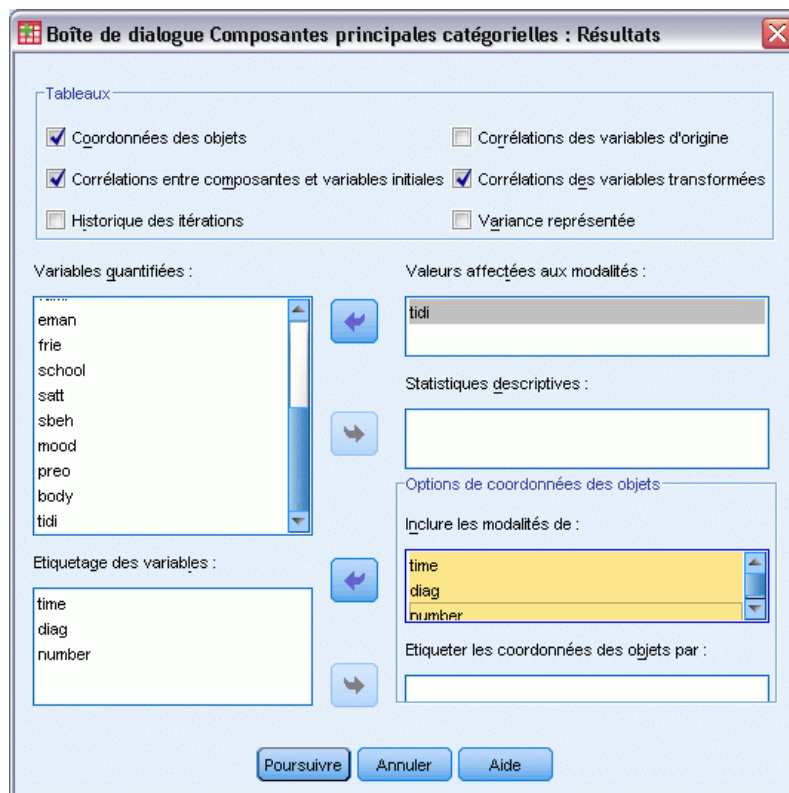 Boîte de dialogue Composantes principales catégorielles : Résultats
Tableaux
Coordonnées des objets
Corrélations des variables d'origine
Corrélations entre composantes et variables initiales
Corrélations des variables transformées
Historique des itérations
Variance représentée
Variables quantifiées :
Valeurs affectées aux modalités :
eman
frie
school
satt
sbeh
mood
preo
body
tidi
tidi
Statistiques descriptives :
Options de coordonnées des objets
Inclure les modalités de :
time
diag
number
Etiquetage des variables :
time
diag
number
Etiqueter les coordonnées des objets par :
Poursuivre
Annuler
Aide